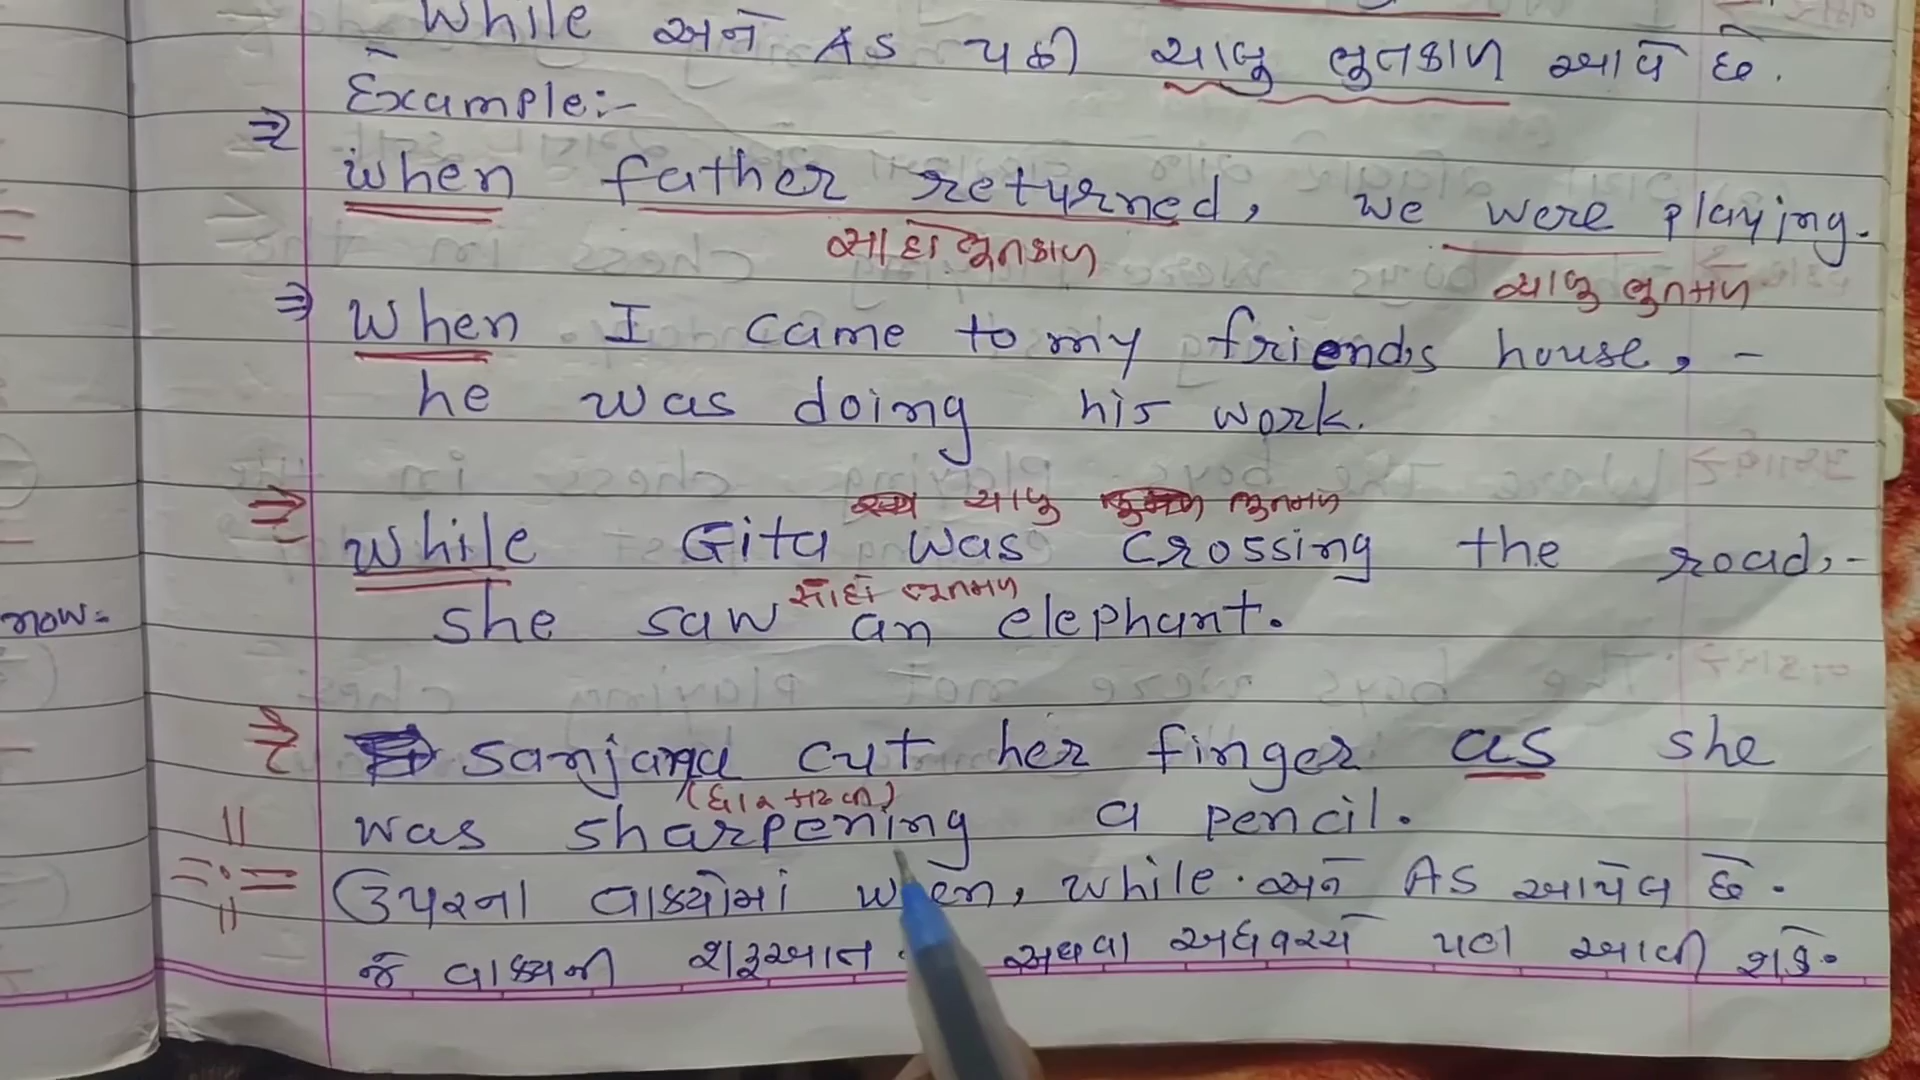 While અને AS પછી ચાલુ ભૂતકાળ આવે છે.
Example:-
⇒ When father returned, we were playing.
સાદો ભૂતકાળ
ચાલુ ભૂતકાળ
⇒ When I came to my friends house, -
he was doing his work.
ચાલુ ભૂતકાળ
⇒ While Gita was crossing the road, -
સાદો ભૂતકાળ
she saw an elephant.
⇒ Sanjana cut her finger as she
was sharpening a pencil.
now=
ઉપરના વાક્યોમાં when, while અને AS આપેલ છે.
જે વાક્યની શરૂઆત અથવા અધવચ્ચે પણ આવી શકે.